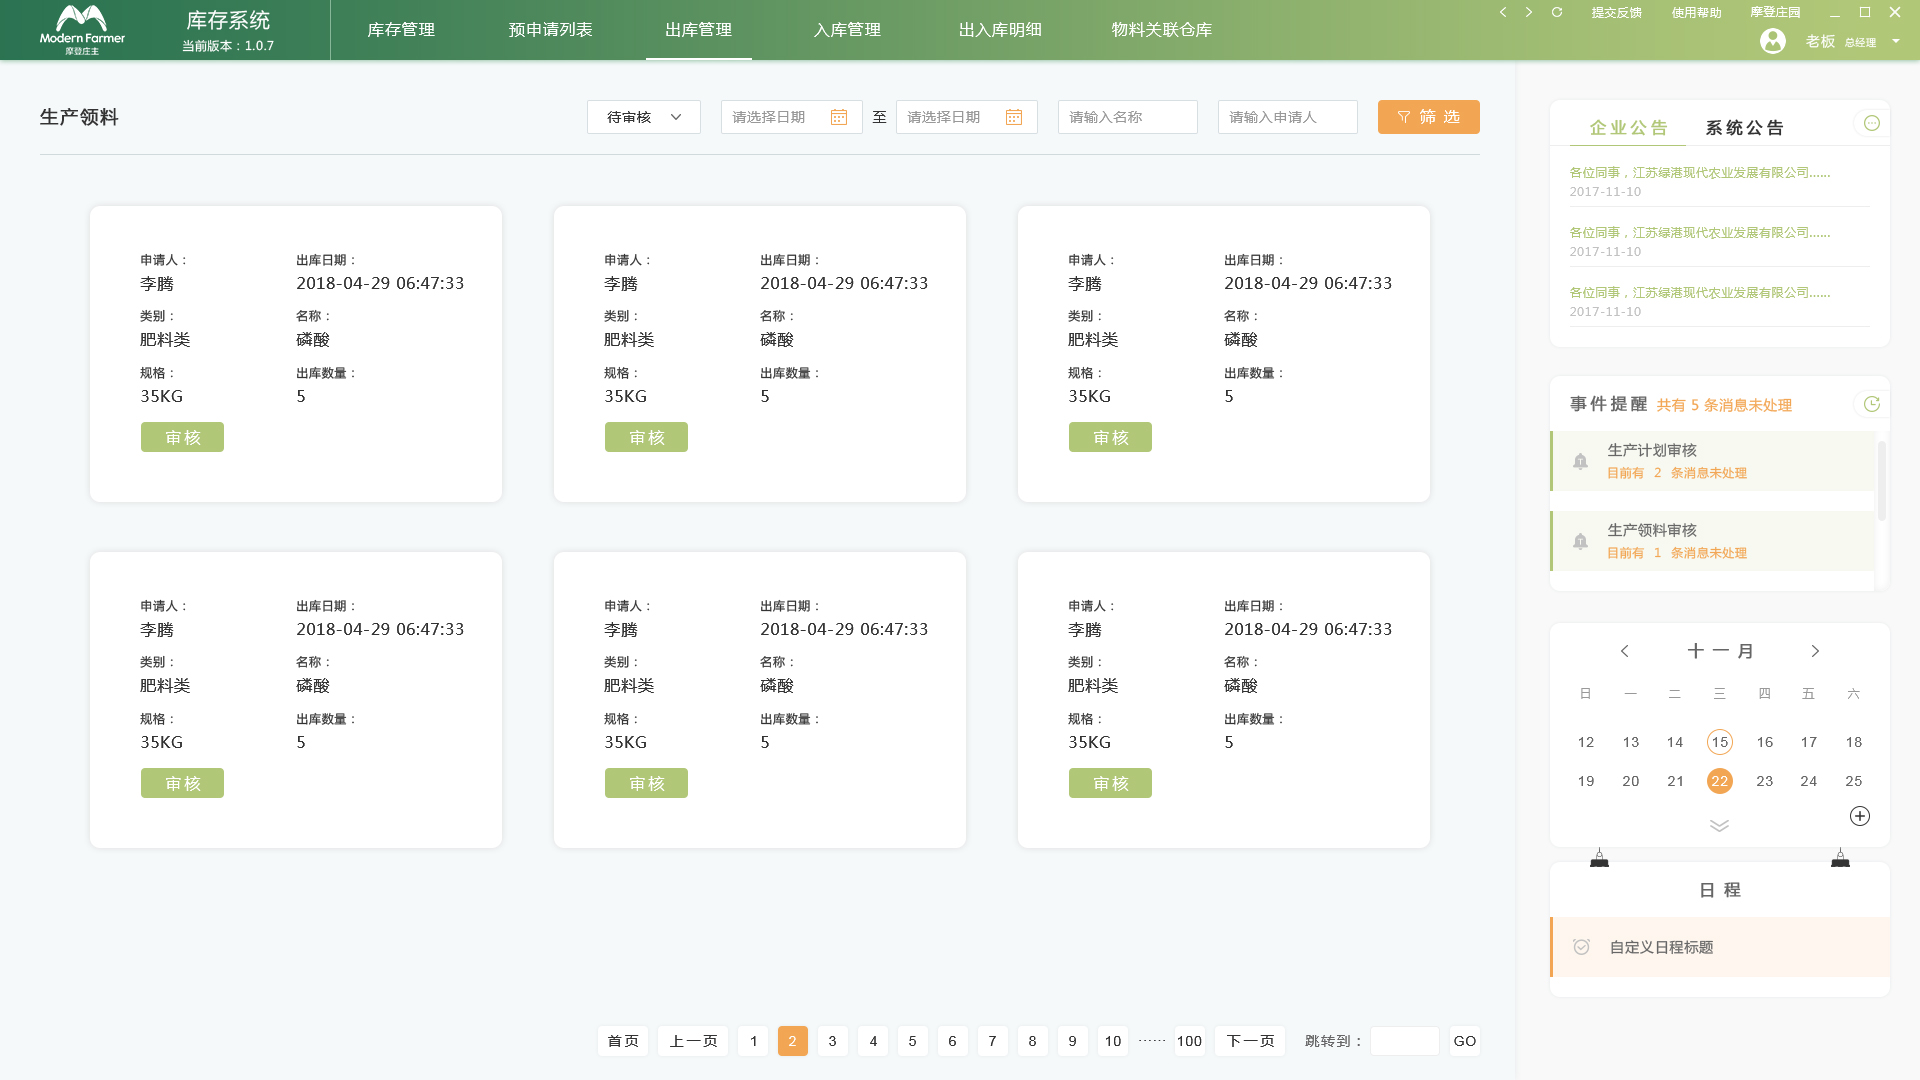 Modern Farmer
摩登庄主
库存系统
当前版本：1.0.7
库存管理
预申请列表
出库管理
入库管理
出入库明细
物料关联仓库
提交反馈
使用帮助
摩登庄园
老板 总经理
生产领料
待审核
请选择日期
至
请选择日期
请输入名称
请输入申请人
筛 选
申请人：
李腾
出库日期：
2018-04-29 06:47:33
类别：
肥料类
名称：
磷酸
规格：
35KG
出库数量：
5
审核
申请人：
李腾
出库日期：
2018-04-29 06:47:33
类别：
肥料类
名称：
磷酸
规格：
35KG
出库数量：
5
审核
申请人：
李腾
出库日期：
2018-04-29 06:47:33
类别：
肥料类
名称：
磷酸
规格：
35KG
出库数量：
5
审核
申请人：
李腾
出库日期：
2018-04-29 06:47:33
类别：
肥料类
名称：
磷酸
规格：
35KG
出库数量：
5
审核
申请人：
李腾
出库日期：
2018-04-29 06:47:33
类别：
肥料类
名称：
磷酸
规格：
35KG
出库数量：
5
审核
申请人：
李腾
出库日期：
2018-04-29 06:47:33
类别：
肥料类
名称：
磷酸
规格：
35KG
出库数量：
5
审核
首页 上一页 1 2 3 4 5 6 7 8 9 10 ······ 100 下一页 跳转到： GO
企业公告 系统公告
各位同事，江苏绿港现代农业发展有限公司......
2017-11-10
各位同事，江苏绿港现代农业发展有限公司......
2017-11-10
各位同事，江苏绿港现代农业发展有限公司......
2017-11-10
事件提醒 共有 5 条消息未处理
生产计划审核
目前有 2 条消息未处理
生产领料审核
目前有 1 条消息未处理
十一月
日 一 二 三 四 五 六
12 13 14 15 16 17 18
19 20 21 22 23 24 25
日 程
自定义日程标题